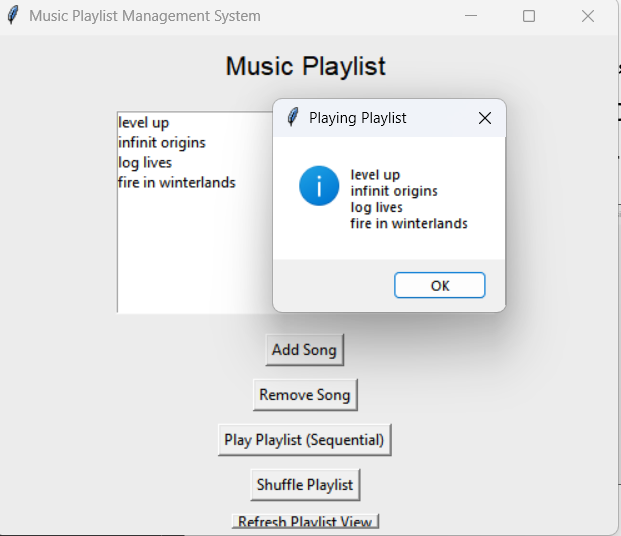 Music Playlist Management System
Music Playlist
level up
infinit origins
log lives
fire in winterlands
Playing Playlist
level up
infinit origins
log lives
fire in winterlands
OK
Add Song
Remove Song
Play Playlist (Sequential)
Shuffle Playlist
Refresh Playlist View